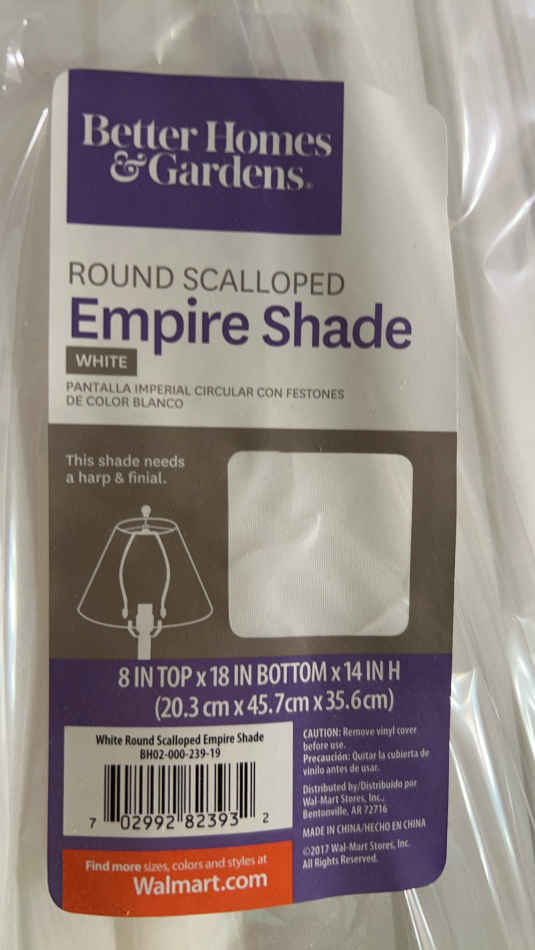 Better Homes
& Gardens®
ROUND SCALLOPED
Empire Shade
WHITE
PANTALLA IMPERIAL CIRCULAR CON FESTONES
DE COLOR BLANCO
This shade needs
a harp & finial.
8 IN TOP x 18 IN BOTTOM x 14 IN H
(20.3 cm x 45.7cm x 35.6cm)
White Round Scalloped Empire Shade
BH02-000-239-19
7 02992 82393 2
Find more sizes, colors and styles at
Walmart.com
CAUTION: Remove vinyl cover
before use.
Precaución: Quitar la cubierta de
vinilo antes de usar.
Distributed by/Distribuido por
Wal-Mart Stores, Inc.,
Bentonville, AR 72716
MADE IN CHINA/HECHO EN CHINA
©2017 Wal-Mart Stores, Inc.
All Rights Reserved.